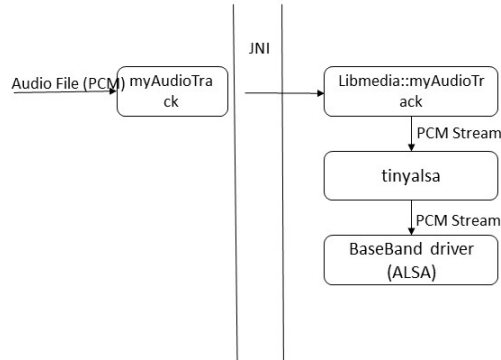 JNI
Audio File (PCM)
myAudioTra
ck
Libmedia::myAudioTr
ack
PCM Stream
tinyalsa
PCM Stream
BaseBand driver
(ALSA)